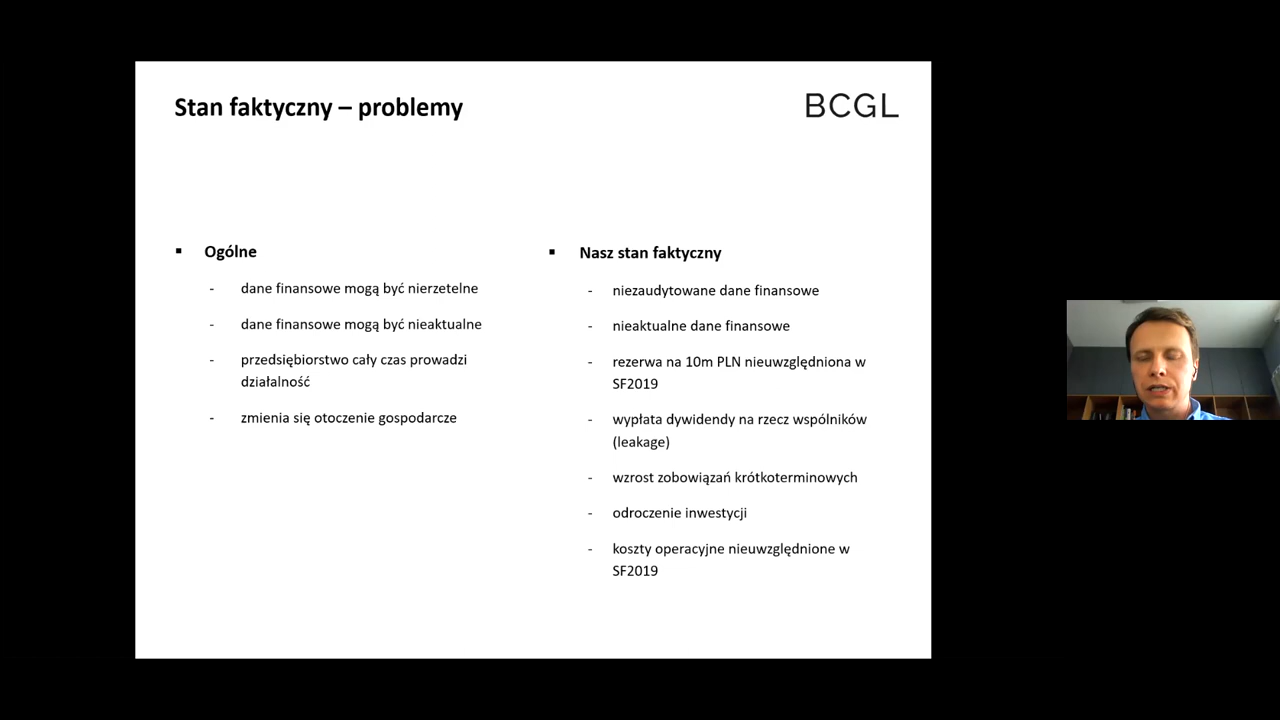 Stan faktyczny – problemy
BCGL
▪ Ogólne
- dane finansowe mogą być nierzetelne
- dane finansowe mogą być nieaktualne
- przedsiębiorstwo cały czas prowadzi
działalność
- zmienia się otoczenie gospodarcze
▪ Nasz stan faktyczny
- niezaudytowane dane finansowe
- nieaktualne dane finansowe
- rezerwa na 10m PLN nieuwzględniona w
SF2019
- wypłata dywidendy na rzecz wspólników
(leakage)
- wzrost zobowiązań krótkoterminowych
- odroczenie inwestycji
- koszty operacyjne nieuwzględnione w
SF2019